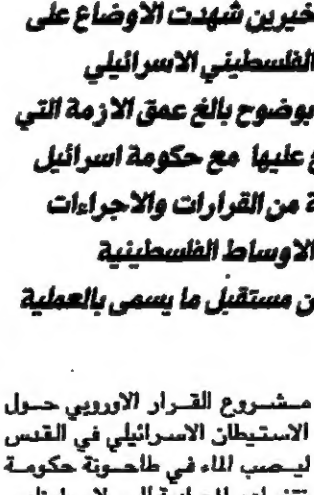 خيرين شهدت الاوضاع على
الفلسطيني الاسرائيلي
بوضوح بالغ عمق الازمة التي
ع عليها مع حكومة اسرائيل
ة من القرارات والاجراءات
الاوساط الفلسطينية
ن مستقبل ما يسمى بالعملية
مشروع القرار الاوروبي حول
الاستيطان الاسرائيلي في القدس
ليصب الماء في طاحونة حكومة